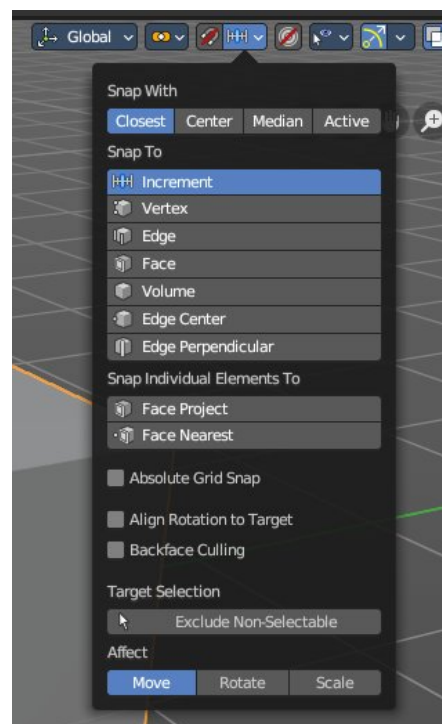 Global
Snap With
Closest Center Median Active
Snap To
Increment
Vertex
Edge
Face
Volume
Edge Center
Edge Perpendicular
Snap Individual Elements To
Face Project
Face Nearest
Absolute Grid Snap
Align Rotation to Target
Backface Culling
Target Selection
Exclude Non-Selectable
Affect
Move Rotate Scale